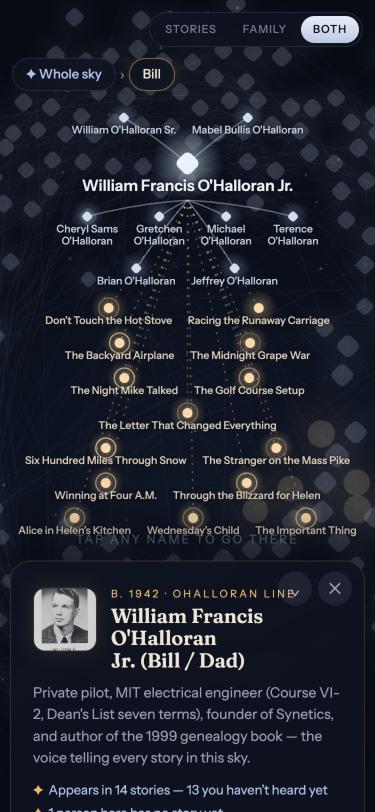 STORIES FAMILY BOTH
✦ Whole sky › Bill
William O'Halloran Sr. Mabel Bullis O'Halloran
William Francis O'Halloran Jr.
Cheryl Sams O'Halloran
Gretchen O'Halloran
Michael O'Halloran
Terence O'Halloran
Brian O'Halloran Jeffrey O'Halloran
Don't Touch the Hot Stove Racing the Runaway Carriage
The Backyard Airplane The Midnight Grape War
The Night Mike Talked The Golf Course Setup
The Letter That Changed Everything
Six Hundred Miles Through Snow The Stranger on the Mass Pike
Winning at Four A.M. Through the Blizzard for Helen
Alice in Helen's Kitchen Wednesday's Child The Important Thing
TAP ANY NAME TO GO THERE
B. 1942 · OHALLORAN LINE
William Francis
O'Halloran
Jr. (Bill / Dad)
Private pilot, MIT electrical engineer (Course VI-
2, Dean's List seven terms), founder of Synetics,
and author of the 1999 genealogy book — the
voice telling every story in this sky.
✦ Appears in 14 stories — 13 you haven't heard yet
✦ 1 person here has no story yet